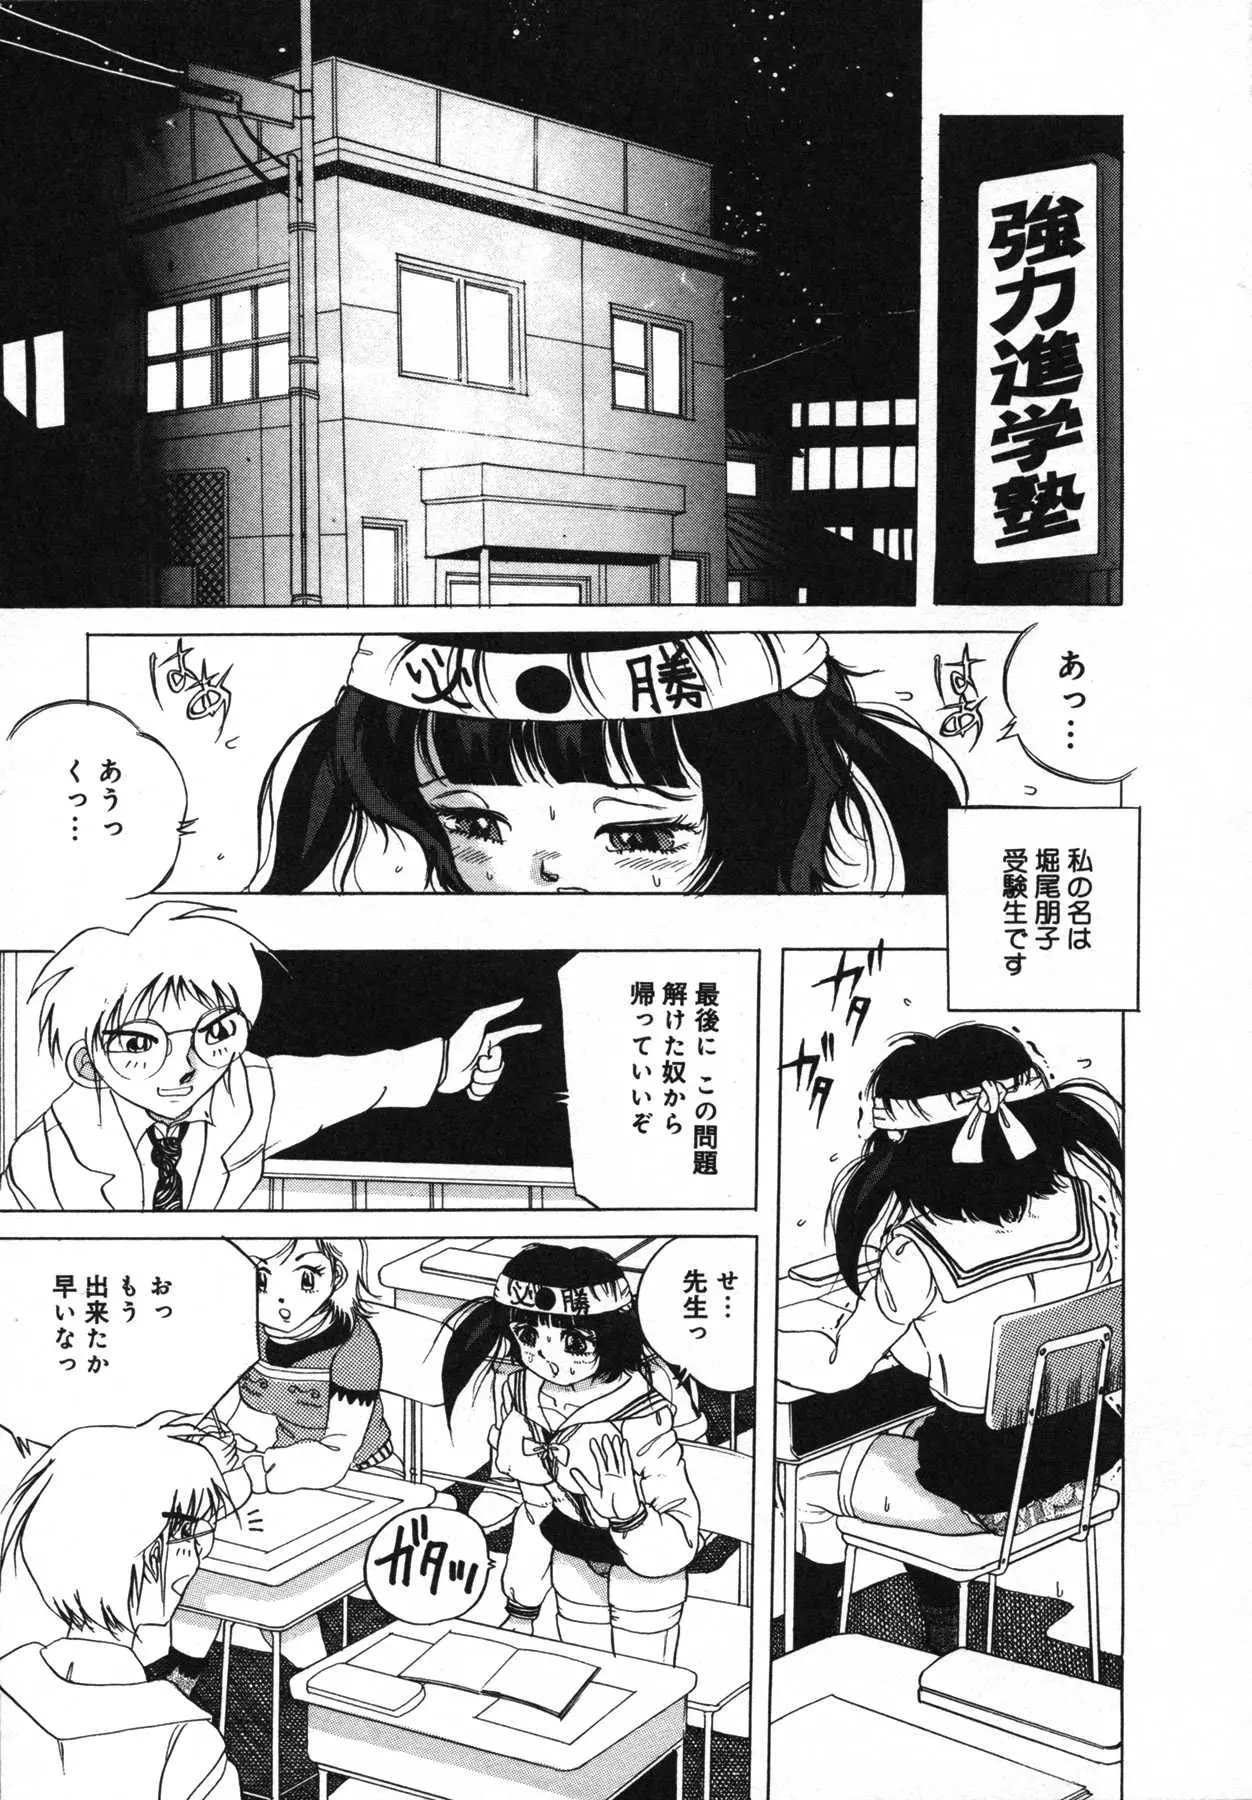 強力進学塾
あっ…
はぁ
はぁ
あうっ
くっ…
必勝
私の名は
堀尾朋子
受験生です
ガタ
ガタ
最後に この問題
解けた奴から
帰っていいぞ
せ…
先生っ
必勝
ガタッ
おっ
もう
出来たか
早いなっ